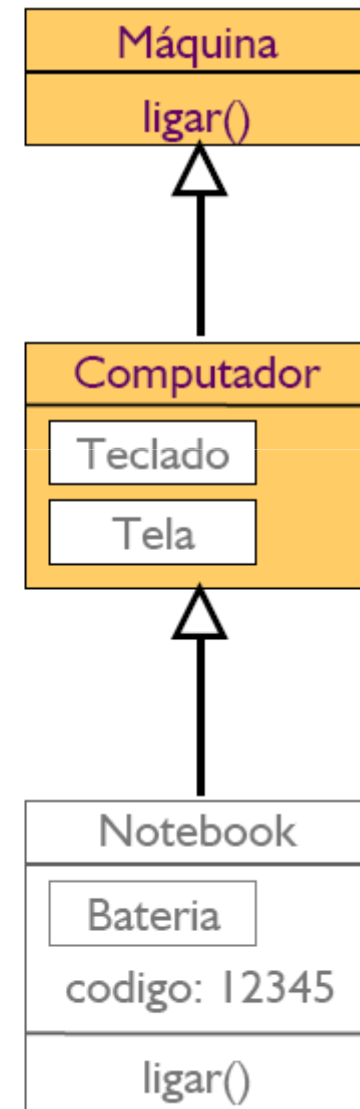 Máquina
ligar()
Computador
Teclado
Tela
Notebook
Bateria
codigo: 12345
ligar()